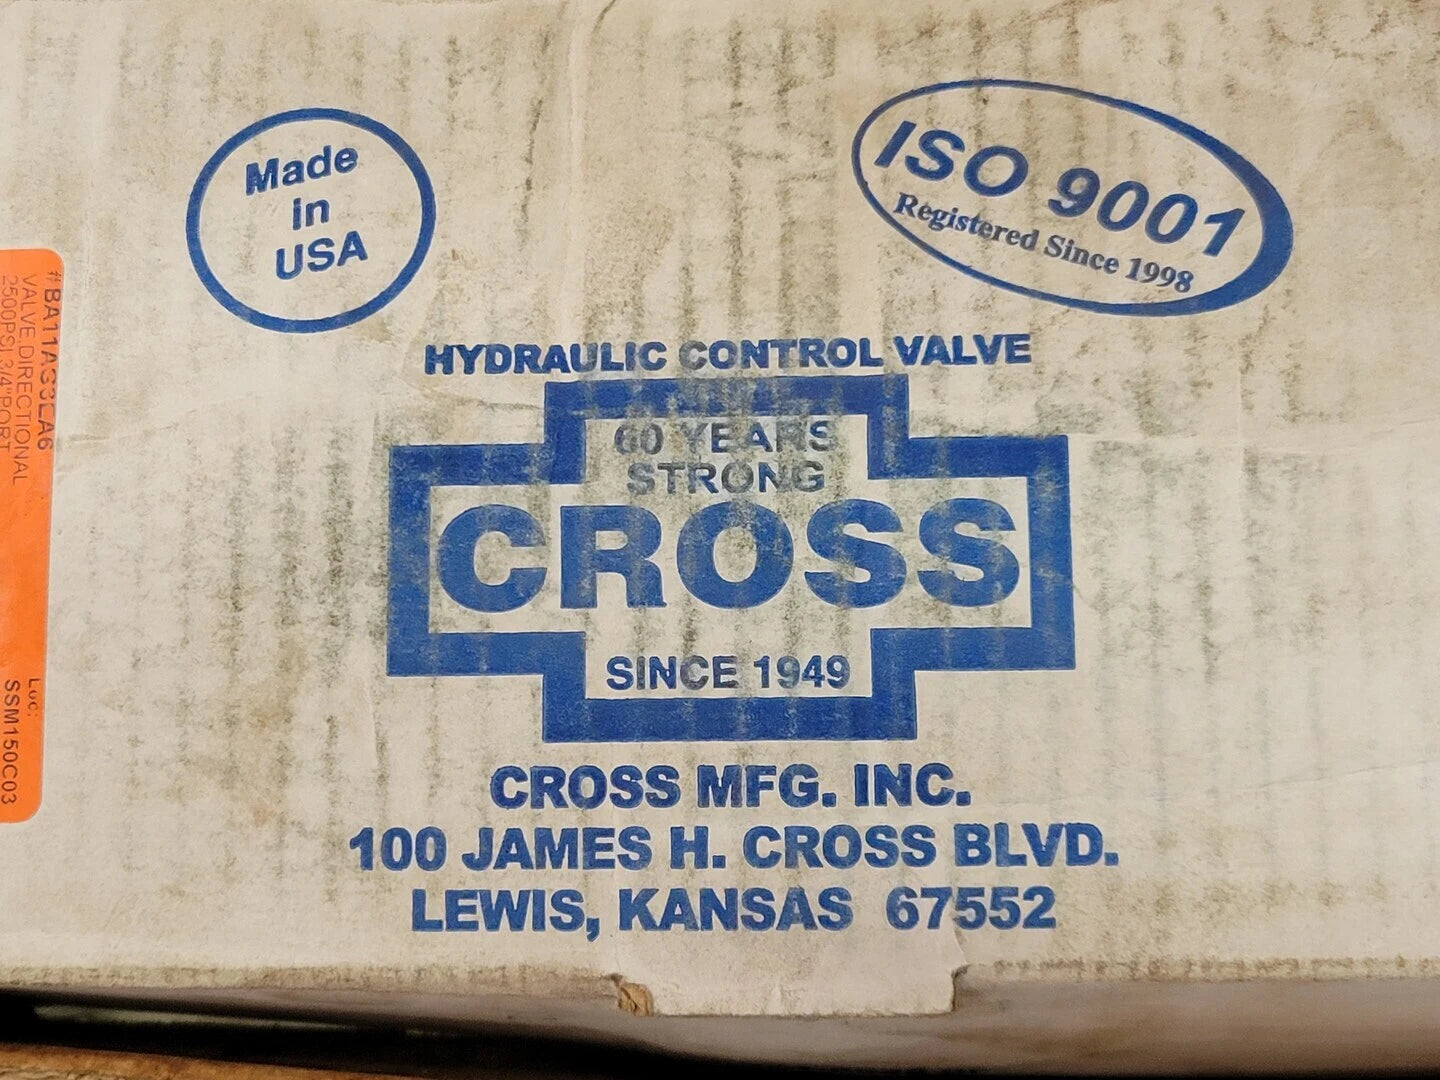 Made
in
USA
ISO 9001
Registered Since 1998
HYDRAULIC CONTROL VALVE
60 YEARS
STRONG
CROSS
SINCE 1949
CROSS MFG. INC.
100 JAMES H. CROSS BLVD.
LEWIS, KANSAS 67552
VALVE,DIRECTIONAL
2500PSI,3/4"PORT
Loc:
SSM150C03